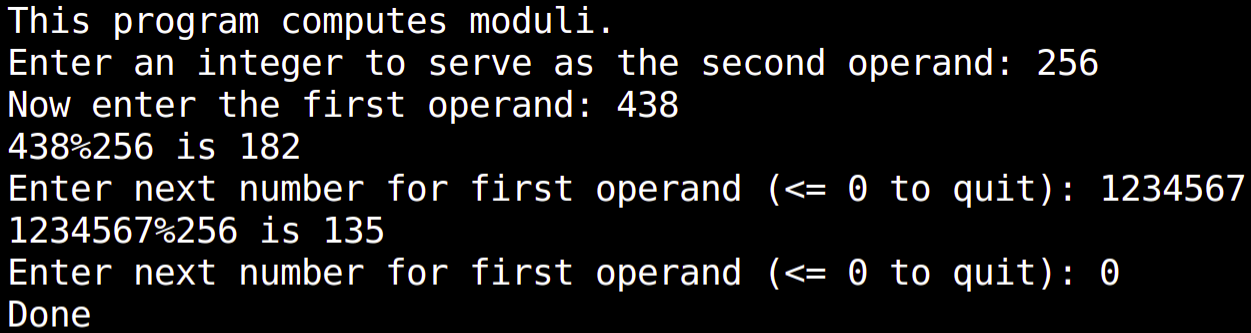 This program computes moduli.
Enter an integer to serve as the second operand: 256
Now enter the first operand: 438
438%256 is 182
Enter next number for first operand (<= 0 to quit): 1234567
1234567%256 is 135
Enter next number for first operand (<= 0 to quit): 0
Done